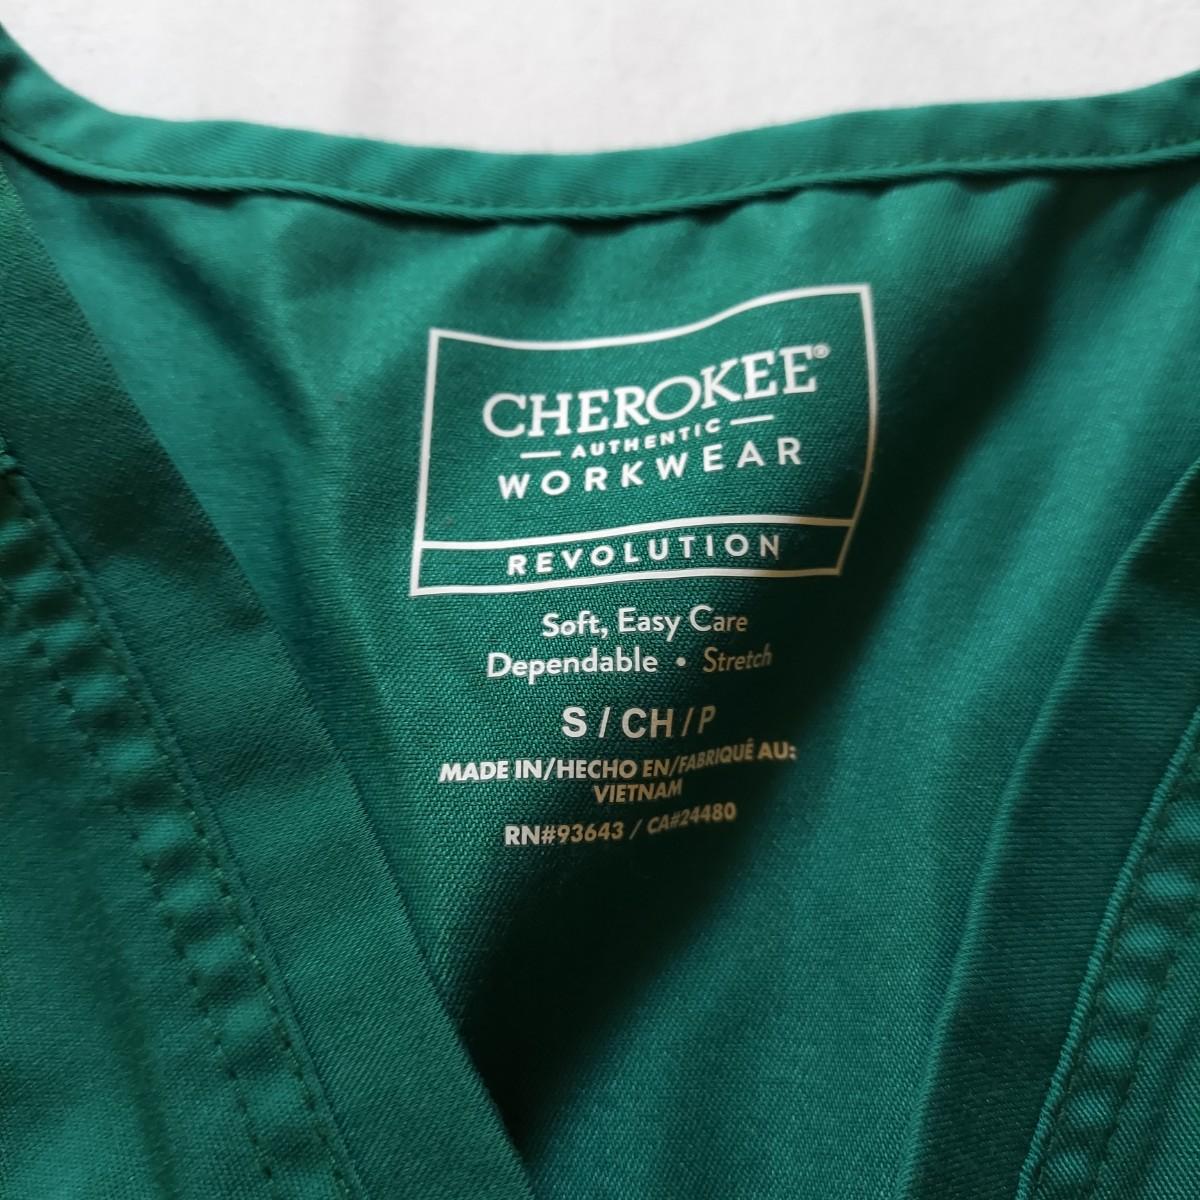 CHEROKEE®
AUTHENTIC
WORKWEAR
REVOLUTION
Soft, Easy Care
Dependable • Stretch
S / CH / P
MADE IN/HECHO EN/FABRIQUÉ AU:
VIETNAM
RN#93643 / CA#24480